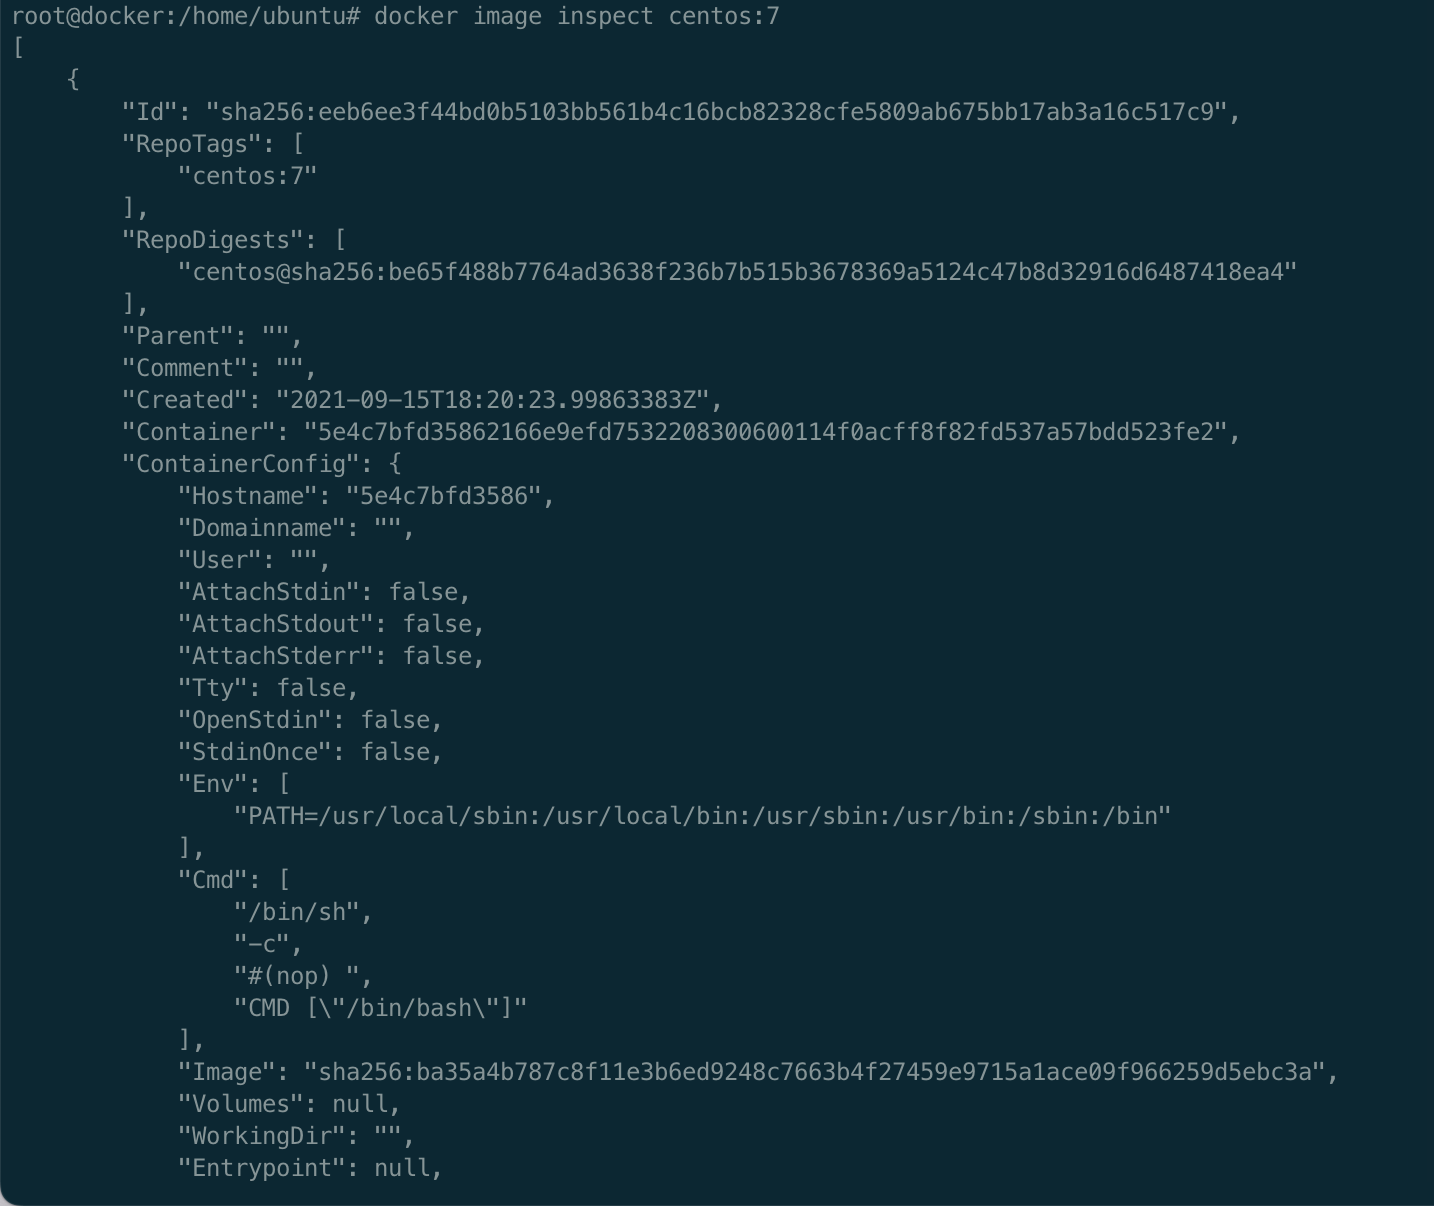 root@docker:/home/ubuntu# docker image inspect centos:7
[
    {
        "Id": "sha256:eeb6ee3f44bd0b5103bb561b4c16bcb82328cfe5809ab675bb17ab3a16c517c9",
        "RepoTags": [
            "centos:7"
        ],
        "RepoDigests": [
            "centos@sha256:be65f488b7764ad3638f236b7b515b3678369a5124c47b8d32916d6487418ea4"
        ],
        "Parent": "",
        "Comment": "",
        "Created": "2021-09-15T18:20:23.99863383Z",
        "Container": "5e4c7bfd35862166e9efd7532208300600114f0acff8f82fd537a57bdd523fe2",
        "ContainerConfig": {
            "Hostname": "5e4c7bfd3586",
            "Domainname": "",
            "User": "",
            "AttachStdin": false,
            "AttachStdout": false,
            "AttachStderr": false,
            "Tty": false,
            "OpenStdin": false,
            "StdinOnce": false,
            "Env": [
                "PATH=/usr/local/sbin:/usr/local/bin:/usr/sbin:/usr/bin:/sbin:/bin"
            ],
            "Cmd": [
                "/bin/sh",
                "-c",
                "#(nop) ",
                "CMD [\"/bin/bash\"]"
            ],
            "Image": "sha256:ba35a4b787c8f11e3b6ed9248c7663b4f27459e9715a1ace09f966259d5ebc3a",
            "Volumes": null,
            "WorkingDir": "",
            "Entrypoint": null,